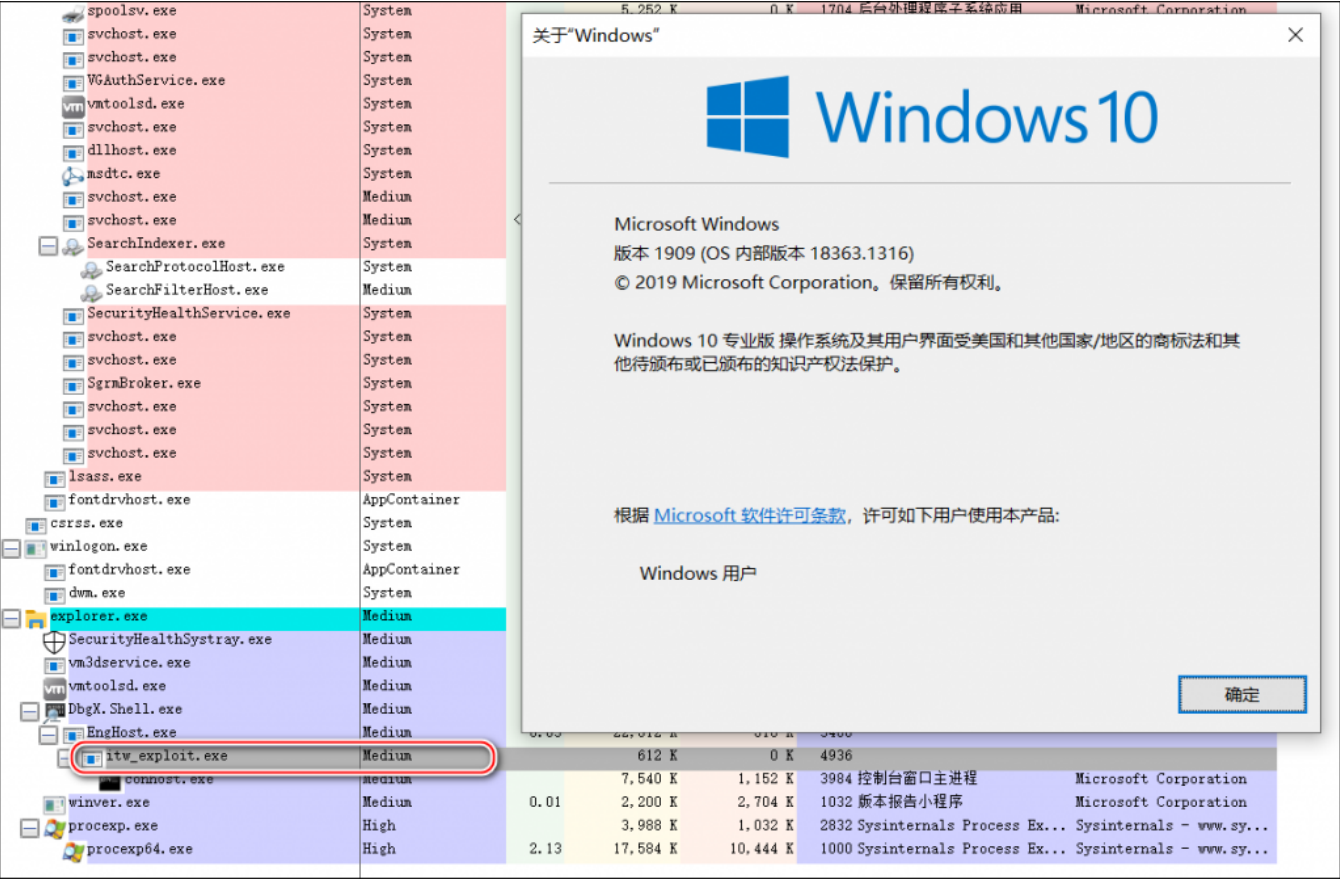 spoolsv.exe System 5,252 K 0 K 1704 后台处理程序子系统应用 Microsoft Corporation
svchost.exe System
svchost.exe System
VGAuthService.exe System
vm vmtoolsd.exe System
svchost.exe System
dllhost.exe System
msdtc.exe System
svchost.exe Medium
svchost.exe Medium
SearchIndexer.exe System
SearchProtocolHost.exe System
SearchFilterHost.exe Medium
SecurityHealthService.exe System
svchost.exe System
svchost.exe System
SgrmBroker.exe System
svchost.exe System
svchost.exe System
svchost.exe System
lsass.exe System
fontdrvhost.exe AppContainer
csrss.exe System
winlogon.exe System
fontdrvhost.exe AppContainer
dwm.exe System
explorer.exe Medium
SecurityHealthSystray.exe Medium
vm3dservice.exe Medium
vm vmtoolsd.exe Medium
DbgX.Shell.exe Medium
EngHost.exe Medium
itw_exploit.exe Medium 612 K 0 K 4936
conhost.exe Medium 7,540 K 1,152 K 3984 控制台窗口主进程 Microsoft Corporation
winver.exe Medium 0.01 2,200 K 2,704 K 1032 版本报告小程序 Microsoft Corporation
procexp.exe High 3,988 K 1,032 K 2832 Sysinternals Process Ex... Sysinternals - www.sy...
procexp64.exe High 2.13 17,584 K 10,444 K 1000 Sysinternals Process Ex... Sysinternals - www.sy...
关于“Windows”
Windows 10
Microsoft Windows
版本 1909 (OS 内部版本 18363.1316)
© 2019 Microsoft Corporation。保留所有权利。
Windows 10 专业版 操作系统及其用户界面受美国和其他国家/地区的商标法和其
他待颁布或已颁布的知识产权法保护。
根据 Microsoft 软件许可条款，许可如下用户使用本产品:
Windows 用户
确定